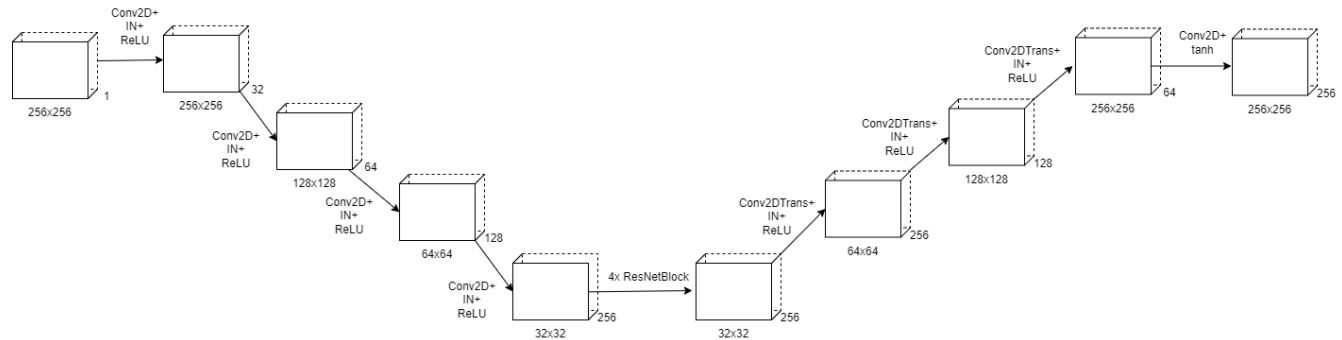 Conv2D+
IN+
ReLU
256x256
1
256x256
32
Conv2D+
IN+
ReLU
128x128
64
Conv2D+
IN+
ReLU
64x64
128
Conv2D+
IN+
ReLU
32x32
256
4x ResNetBlock
32x32
256
Conv2DTrans+
IN+
ReLU
64x64
256
Conv2DTrans+
IN+
ReLU
128x128
128
Conv2DTrans+
IN+
ReLU
256x256
64
Conv2D+
tanh
256x256
256